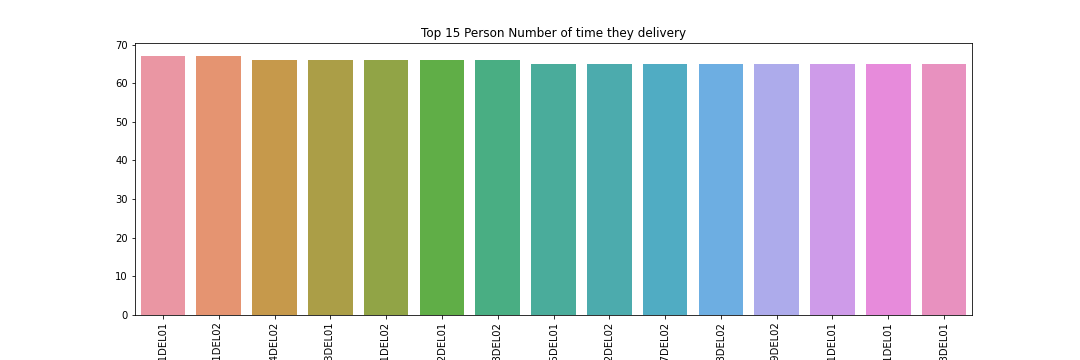 Top 15 Person Number of time they delivery
70
60
50
40
30
20
10
0
1DEL01
1DEL02
4DEL02
3DEL01
1DEL02
2DEL01
3DEL02
5DEL01
2DEL02
7DEL02
3DEL02
9DEL02
1DEL01
1DEL01
3DEL01